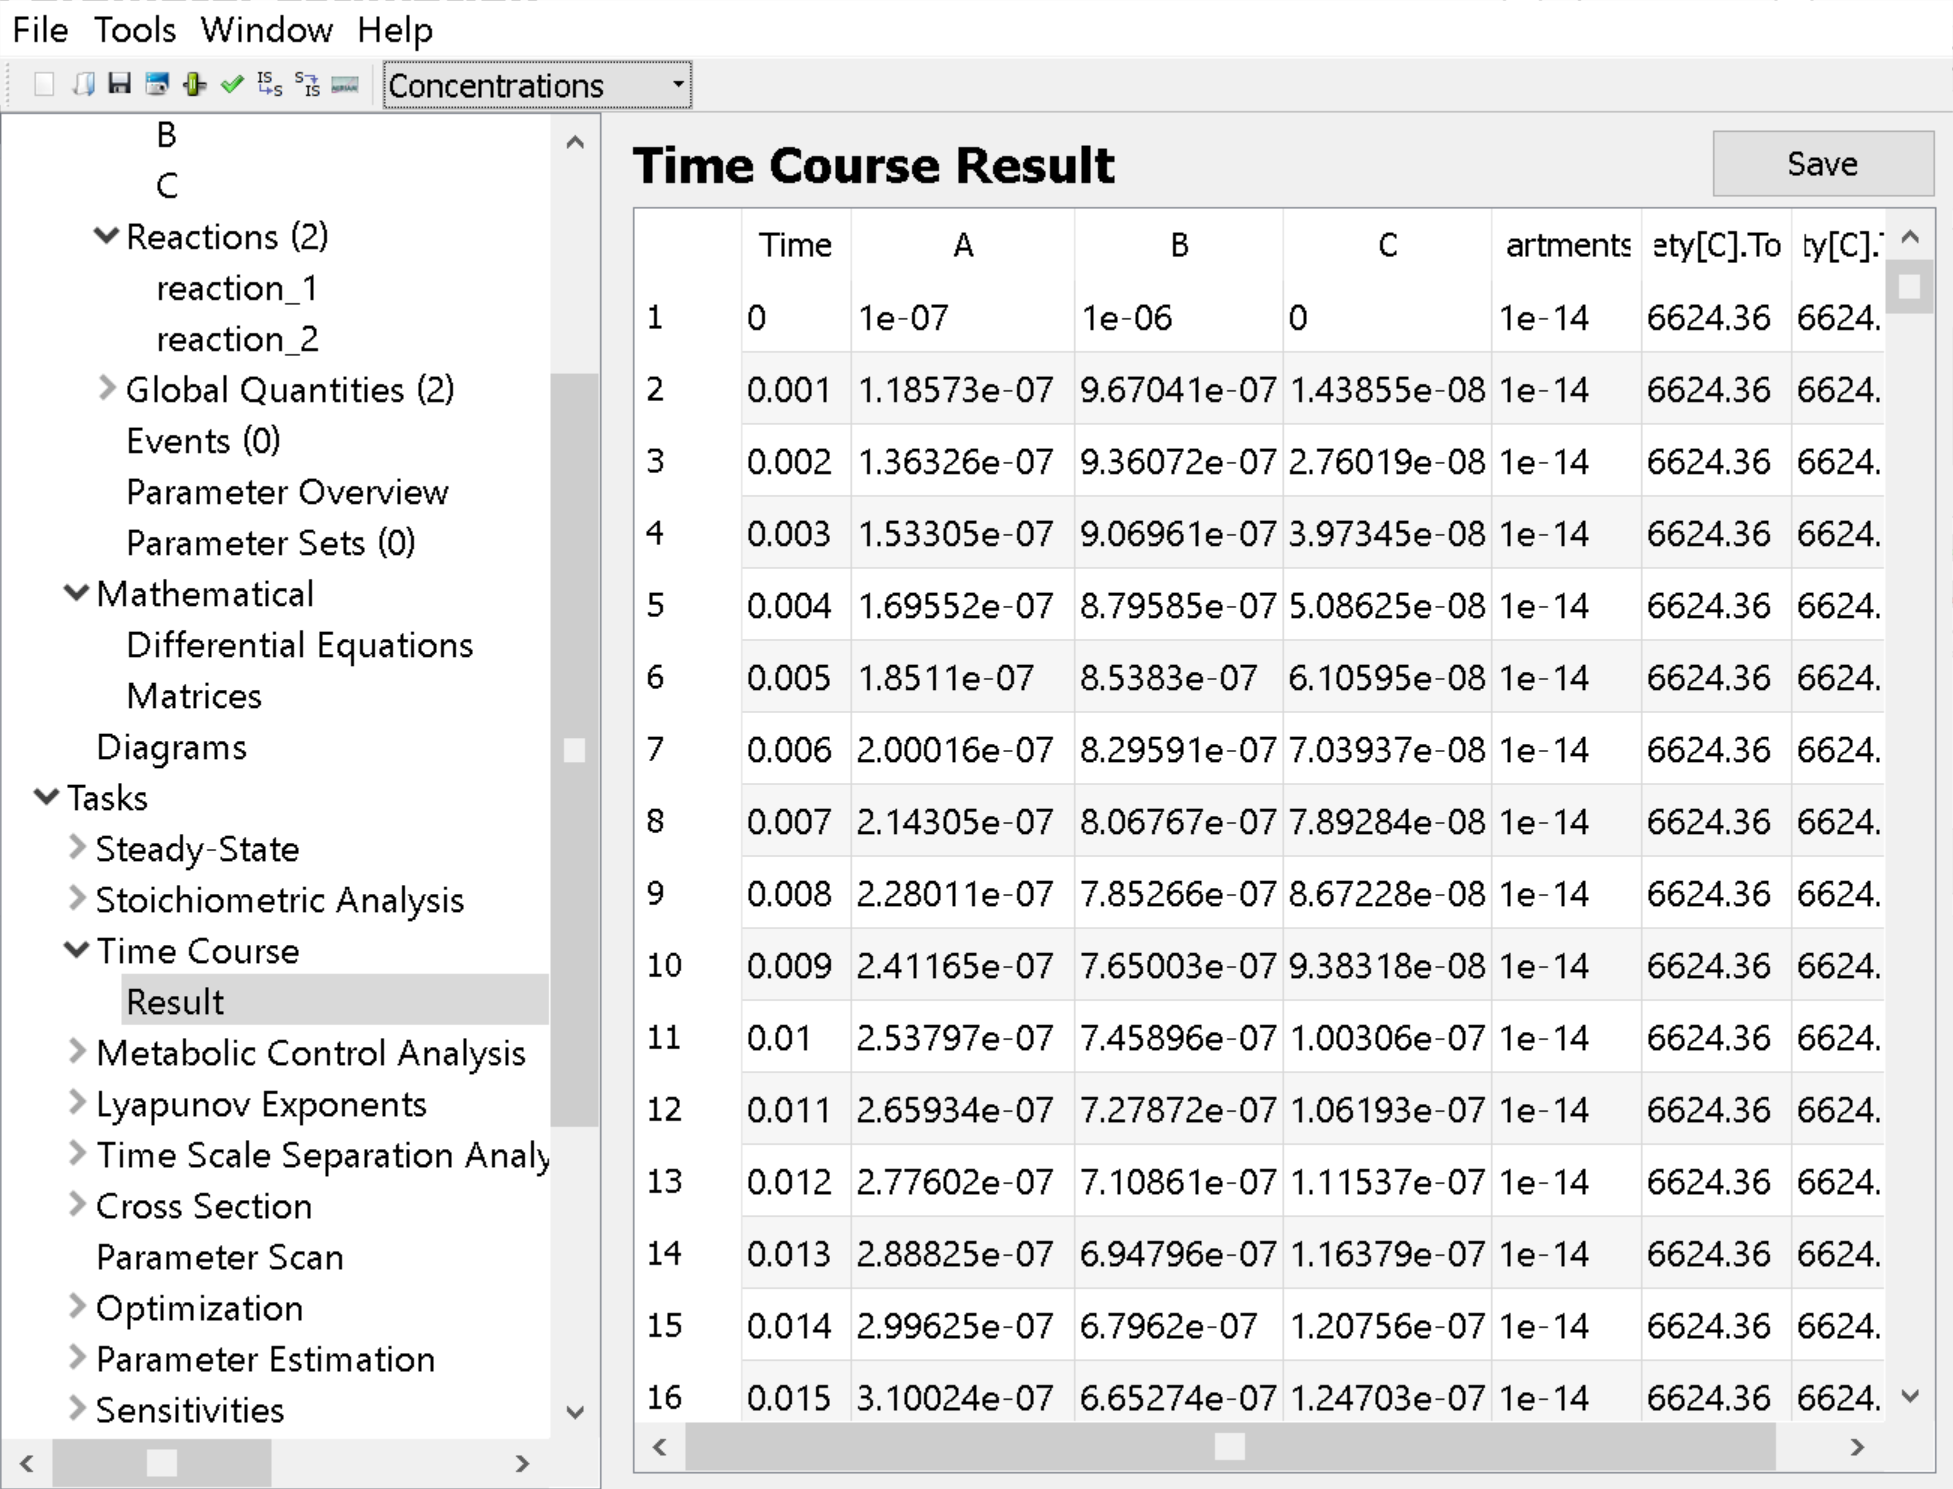 File Tools Window Help
IS S S IS Concentrations
B
C
Reactions (2)
reaction_1
reaction_2
Global Quantities (2)
Events (0)
Parameter Overview
Parameter Sets (0)
Mathematical
Differential Equations
Matrices
Diagrams
Tasks
Steady-State
Stoichiometric Analysis
Time Course
Result
Metabolic Control Analysis
Lyapunov Exponents
Time Scale Separation Analy
Cross Section
Parameter Scan
Optimization
Parameter Estimation
Sensitivities
Time Course Result
Save
Time A B C artments ety[C].To ty[C].
1 0 1e-07 1e-06 0 1e-14 6624.36 6624.
2 0.001 1.18573e-07 9.67041e-07 1.43855e-08 1e-14 6624.36 6624.
3 0.002 1.36326e-07 9.36072e-07 2.76019e-08 1e-14 6624.36 6624.
4 0.003 1.53305e-07 9.06961e-07 3.97345e-08 1e-14 6624.36 6624.
5 0.004 1.69552e-07 8.79585e-07 5.08625e-08 1e-14 6624.36 6624.
6 0.005 1.8511e-07 8.5383e-07 6.10595e-08 1e-14 6624.36 6624.
7 0.006 2.00016e-07 8.29591e-07 7.03937e-08 1e-14 6624.36 6624.
8 0.007 2.14305e-07 8.06767e-07 7.89284e-08 1e-14 6624.36 6624.
9 0.008 2.28011e-07 7.85266e-07 8.67228e-08 1e-14 6624.36 6624.
10 0.009 2.41165e-07 7.65003e-07 9.38318e-08 1e-14 6624.36 6624.
11 0.01 2.53797e-07 7.45896e-07 1.00306e-07 1e-14 6624.36 6624.
12 0.011 2.65934e-07 7.27872e-07 1.06193e-07 1e-14 6624.36 6624.
13 0.012 2.77602e-07 7.10861e-07 1.11537e-07 1e-14 6624.36 6624.
14 0.013 2.88825e-07 6.94796e-07 1.16379e-07 1e-14 6624.36 6624.
15 0.014 2.99625e-07 6.7962e-07 1.20756e-07 1e-14 6624.36 6624.
16 0.015 3.10024e-07 6.65274e-07 1.24703e-07 1e-14 6624.36 6624.